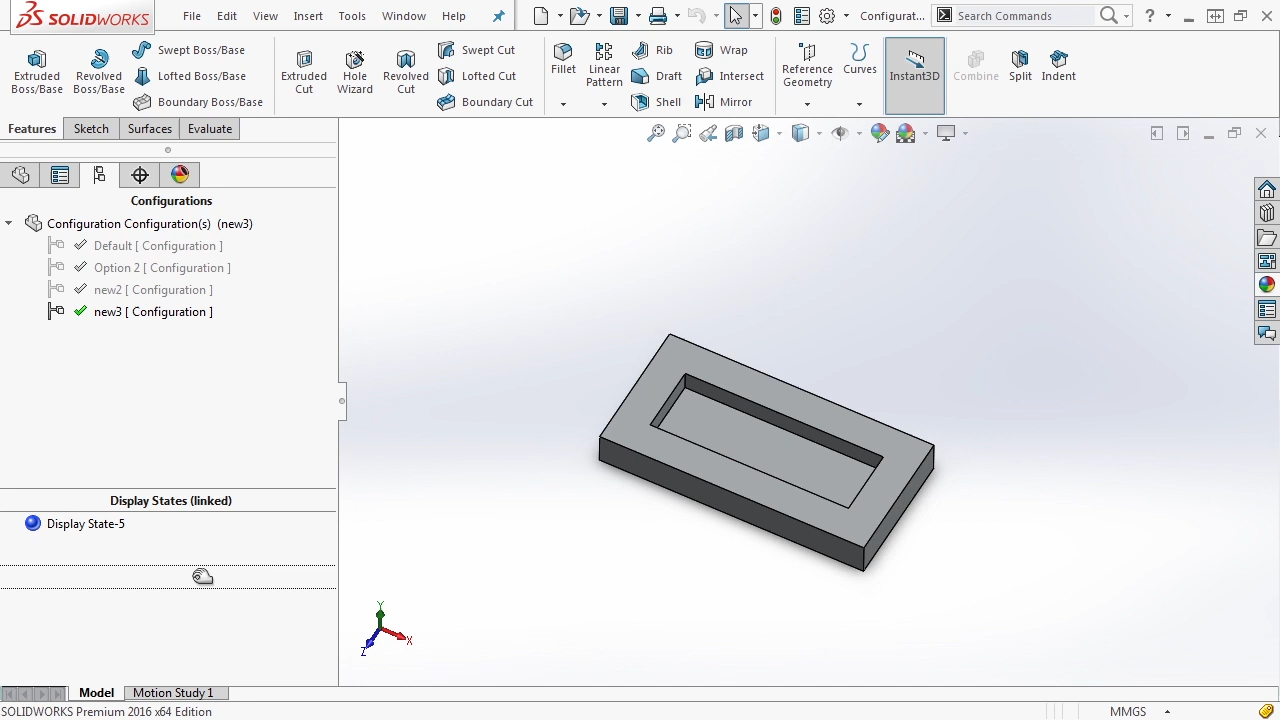 SOLIDWORKS File Edit View Insert Tools Window Help Configurat... Search Commands ?
Extruded Boss/Base
Revolved Boss/Base
Swept Boss/Base
Lofted Boss/Base
Boundary Boss/Base
Extruded Cut
Hole Wizard
Revolved Cut
Swept Cut
Lofted Cut
Boundary Cut
Fillet
Linear Pattern
Rib
Draft
Shell
Wrap
Intersect
Mirror
Reference Geometry
Curves
Instant3D
Combine
Split
Indent
Features Sketch Surfaces Evaluate
Configurations
Configuration Configuration(s) (new3)
Default [ Configuration ]
Option 2 [ Configuration ]
new2 [ Configuration ]
new3 [ Configuration ]
Display States (linked)
Display State-5
Y
X
Z
Model Motion Study 1
SOLIDWORKS Premium 2016 x64 Edition MMGS